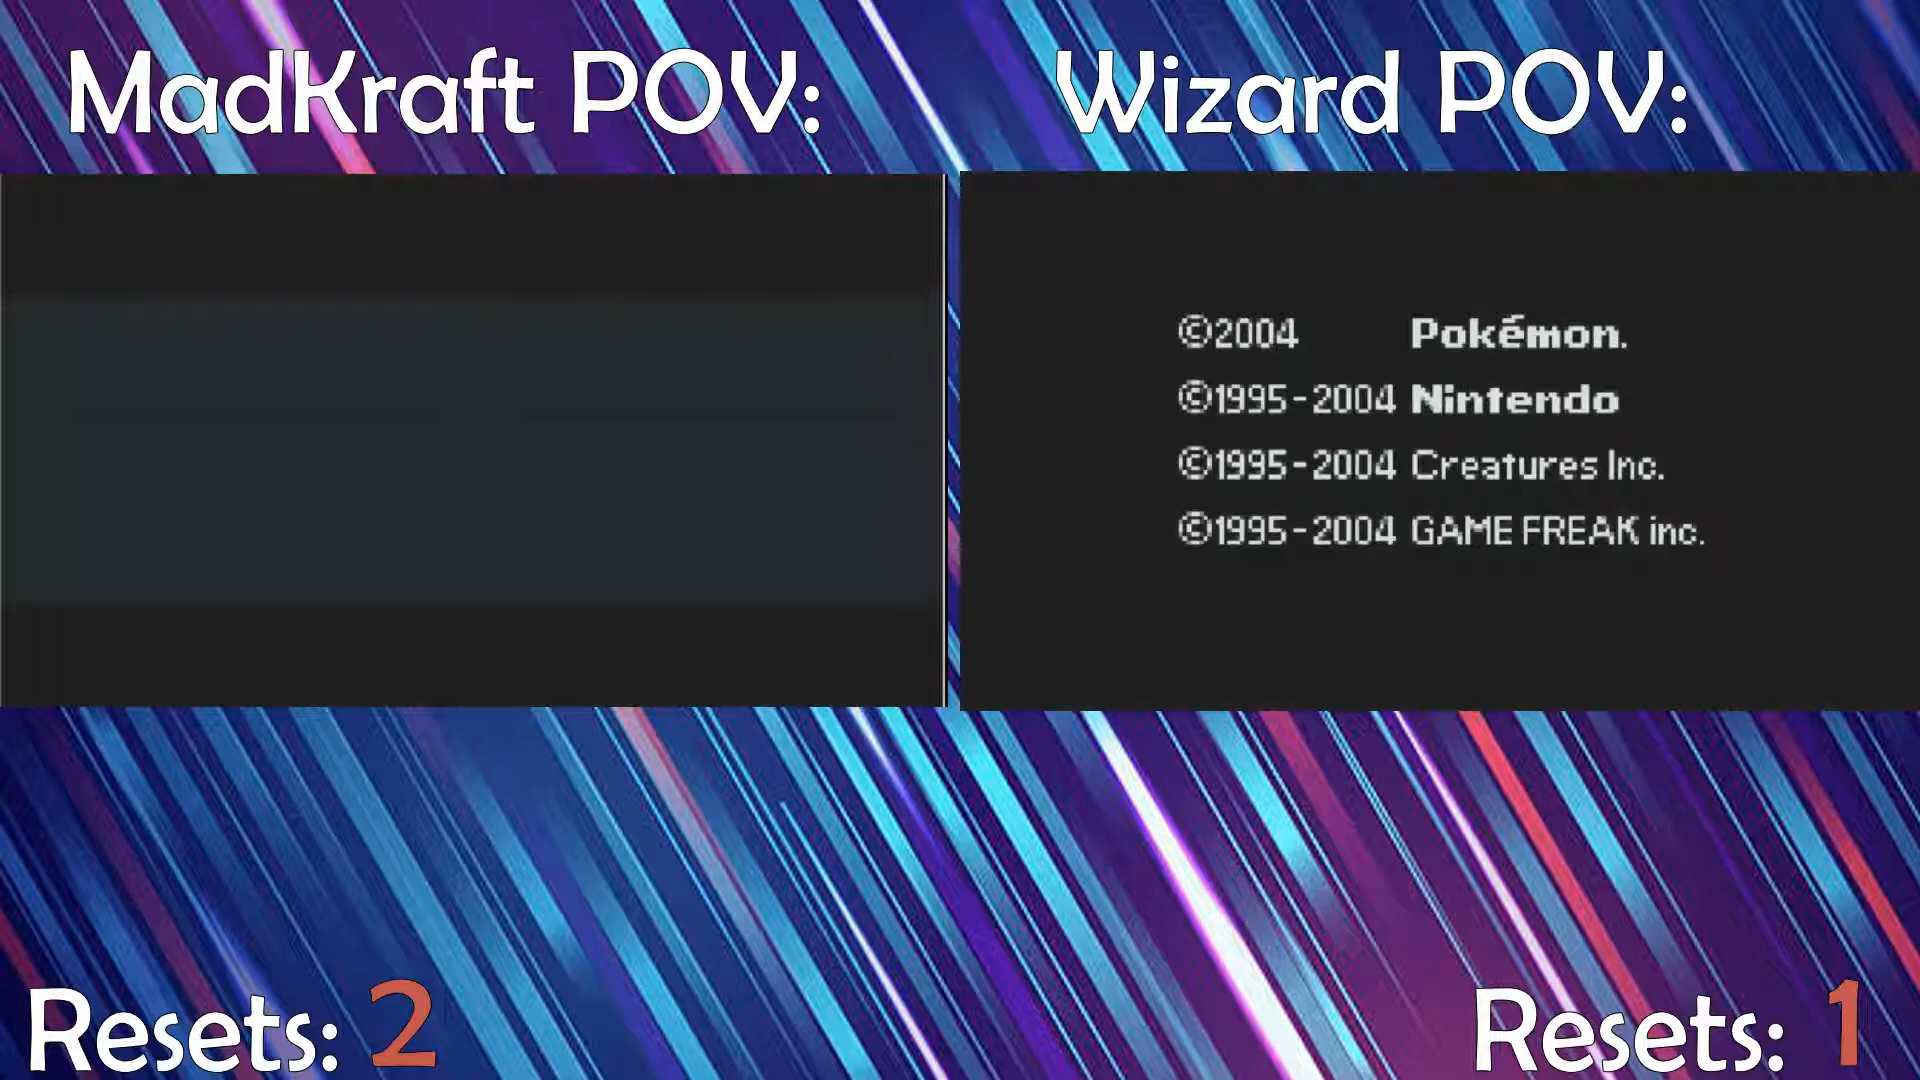 MadKraft POV:
Wizard POV:
©2004 Pokémon.
©1995-2004 Nintendo
©1995-2004 Creatures Inc.
©1995-2004 GAME FREAK inc.
Resets: 2
Resets: 1